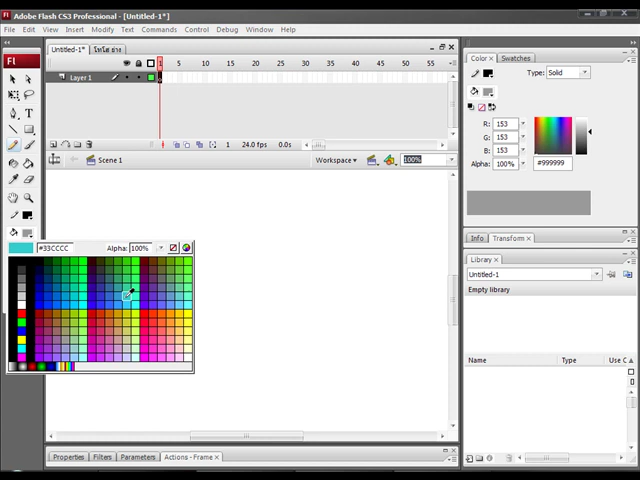 Adobe Flash CS3 Professional - [Untitled-1*]
File Edit View Insert Modify Text Commands Control Debug Window Help
Untitled-1*
Layer 1
1 5 10 15 20 25 30 35 40 45 50 55
1 24.0 fps 0.0s
Scene 1 Workspace 100%
#33CCCC Alpha: 100%
Properties Filters Parameters Actions - Frame
Color Swatches
Type: Solid
R: 153
G: 153
B: 153
Alpha: 100% #999999
Info Transform
Library
Untitled-1
Empty library
Name Type Use C